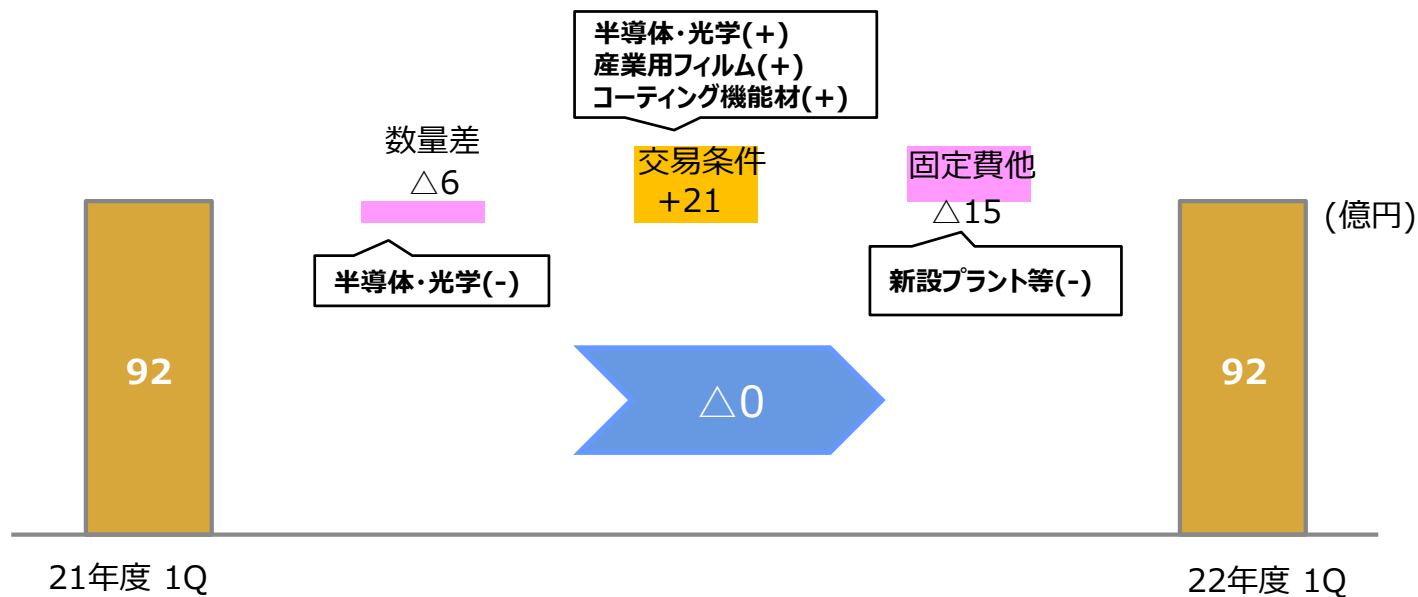 半導体・光学(+)
産業用フィルム(+)
コーティング機能材(+)
数量差
△6
交易条件
+21
固定費他
△15
(億円)
半導体・光学(-)
新設プラント等(-)
92
△0
92
21年度 1Q
22年度 1Q